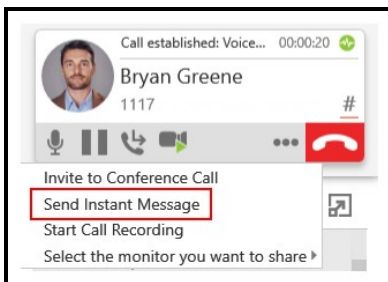 Call established: Voice... 00:00:20
Bryan Greene
1117 #
Invite to Conference Call
Send Instant Message
Start Call Recording
Select the monitor you want to share